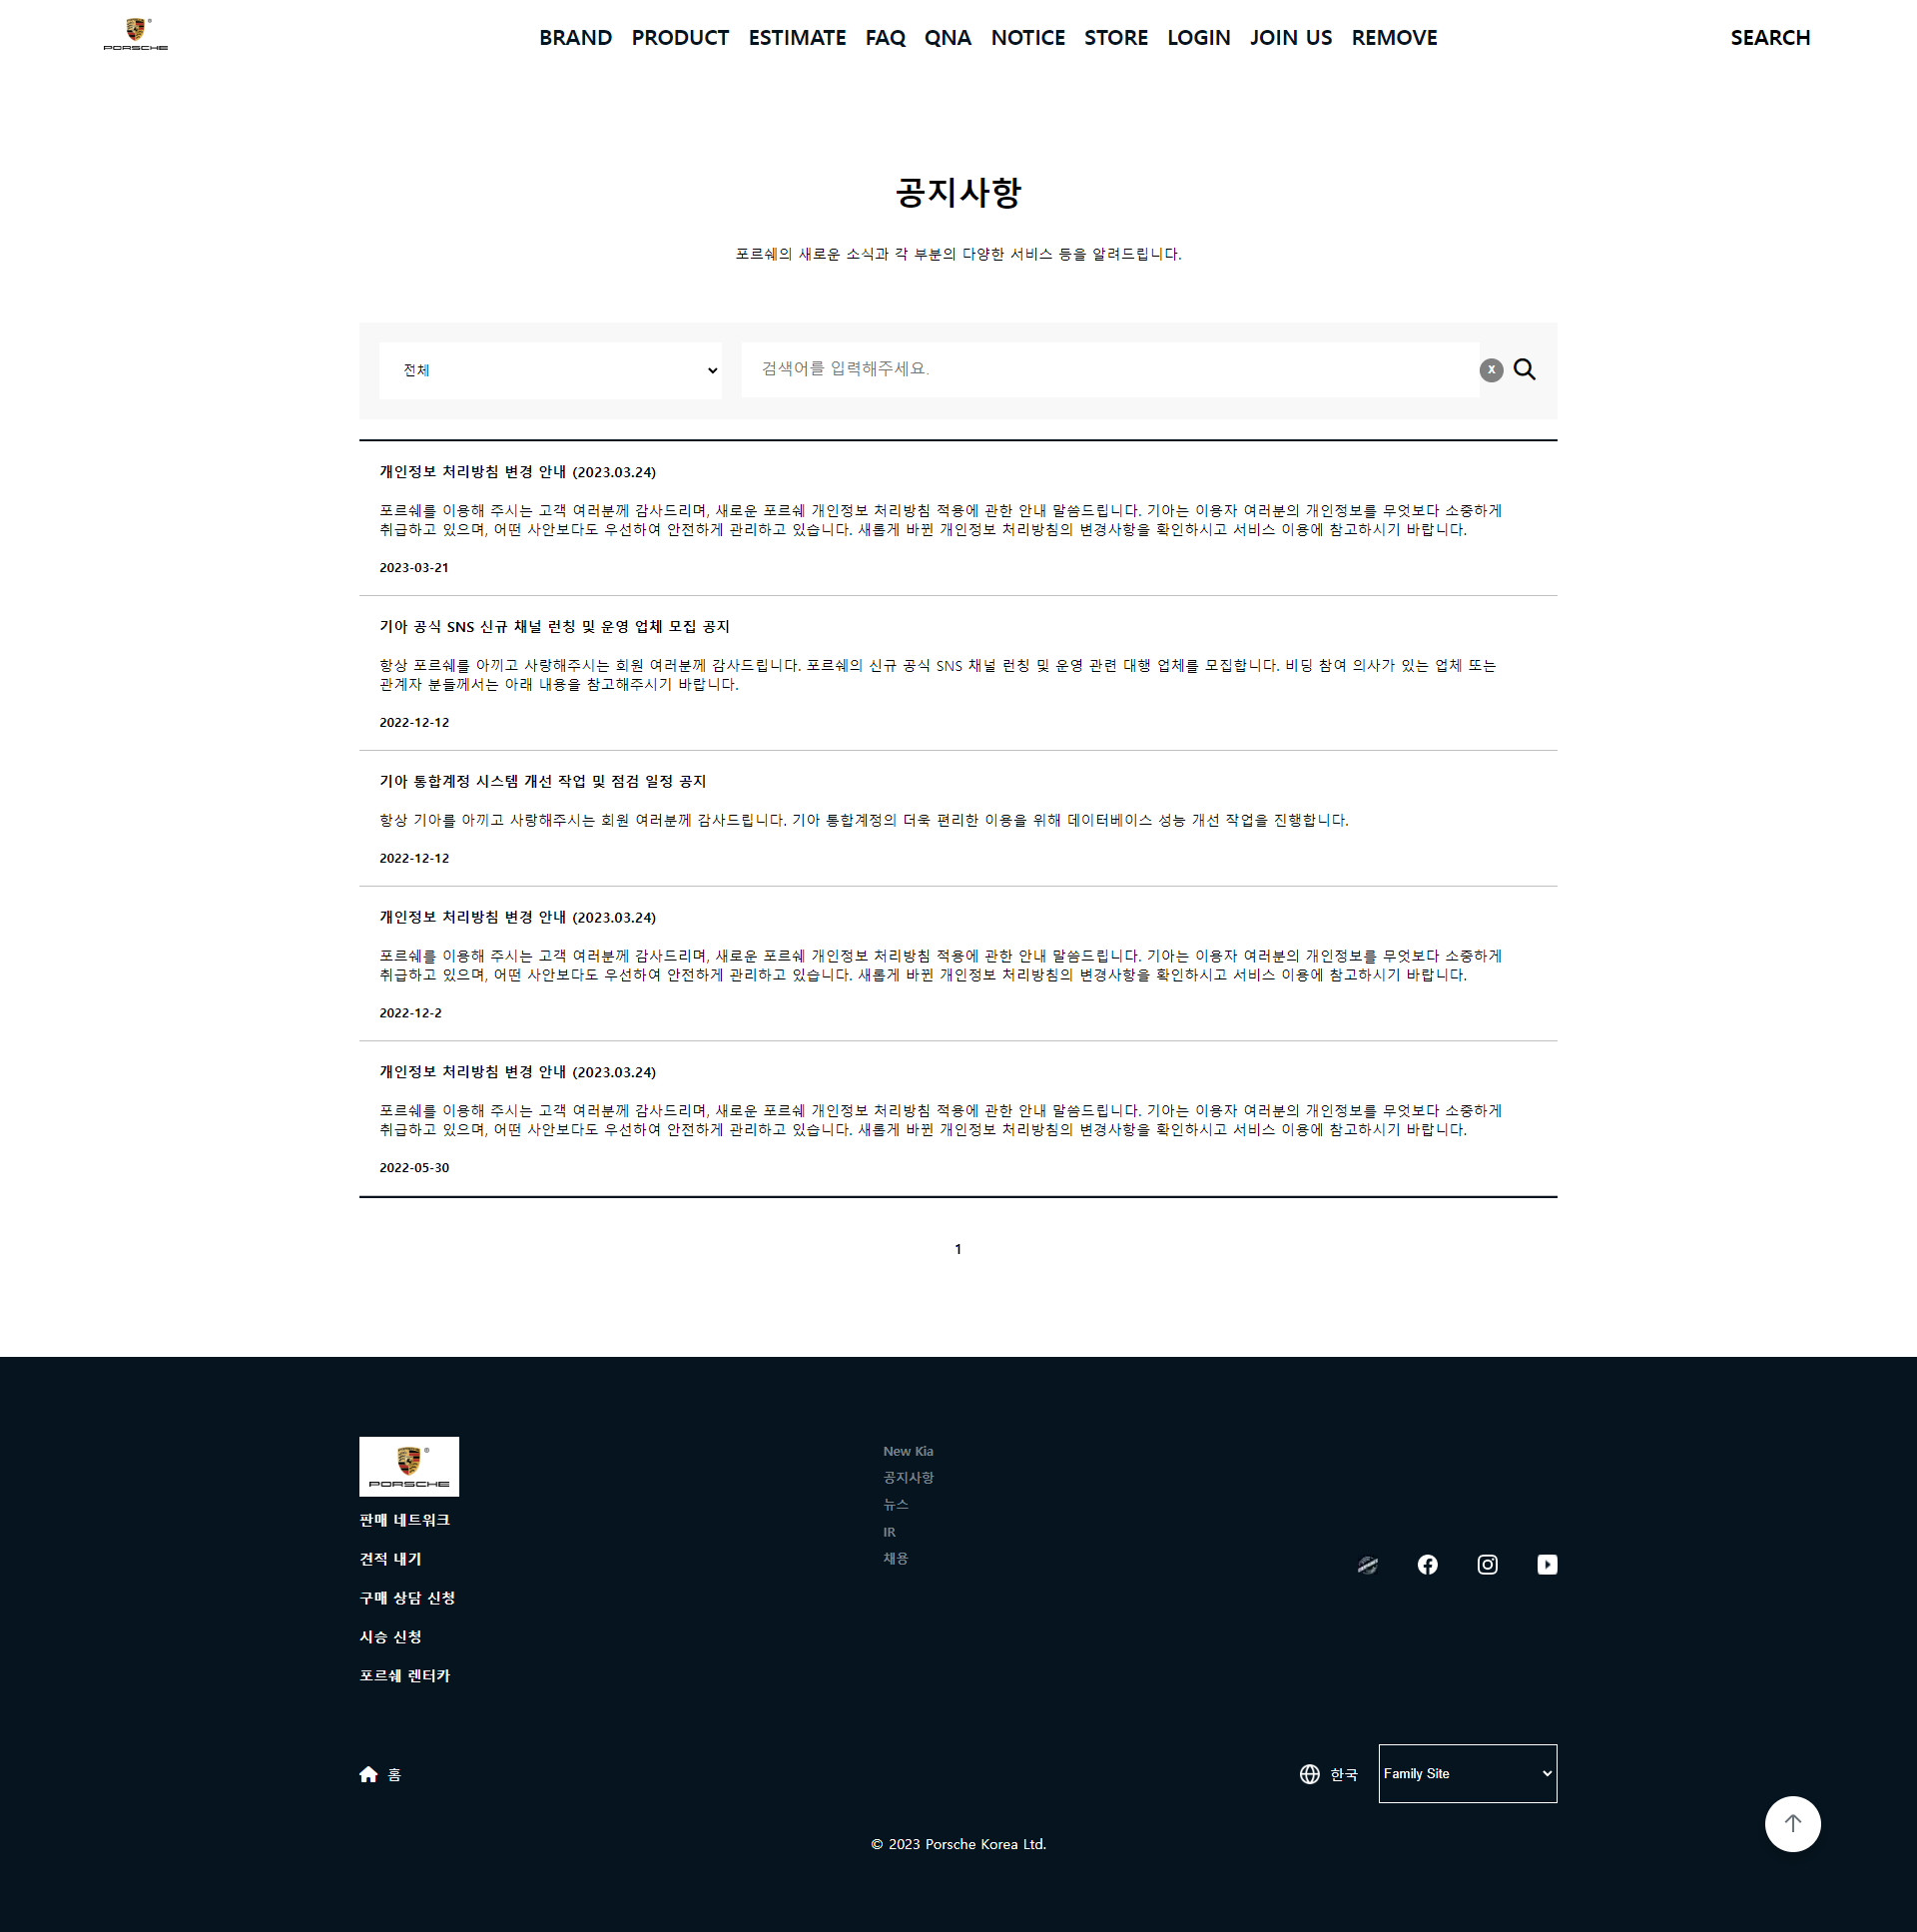 PORSCHE
BRAND PRODUCT ESTIMATE FAQ QNA NOTICE STORE LOGIN JOIN US REMOVE SEARCH
공지사항
포르쉐의 새로운 소식과 각 부분의 다양한 서비스 등을 알려드립니다.
전체
검색어를 입력해주세요.
X
개인정보 처리방침 변경 안내 (2023.03.24)
포르쉐를 이용해 주시는 고객 여러분께 감사드리며, 새로운 포르쉐 개인정보 처리방침 적용에 관한 안내 말씀드립니다. 기아는 이용자 여러분의 개인정보를 무엇보다 소중하게
취급하고 있으며, 어떤 사안보다도 우선하여 안전하게 관리하고 있습니다. 새롭게 바뀐 개인정보 처리방침의 변경사항을 확인하시고 서비스 이용에 참고하시기 바랍니다.
2023-03-21
기아 공식 SNS 신규 채널 런칭 및 운영 업체 모집 공지
항상 포르쉐를 아끼고 사랑해주시는 회원 여러분께 감사드립니다. 포르쉐의 신규 공식 SNS 채널 런칭 및 운영 관련 대행 업체를 모집합니다. 비딩 참여 의사가 있는 업체 또는
관계자 분들께서는 아래 내용을 참고해주시기 바랍니다.
2022-12-12
기아 통합계정 시스템 개선 작업 및 점검 일정 공지
항상 기아를 아끼고 사랑해주시는 회원 여러분께 감사드립니다. 기아 통합계정의 더욱 편리한 이용을 위해 데이터베이스 성능 개선 작업을 진행합니다.
2022-12-12
개인정보 처리방침 변경 안내 (2023.03.24)
포르쉐를 이용해 주시는 고객 여러분께 감사드리며, 새로운 포르쉐 개인정보 처리방침 적용에 관한 안내 말씀드립니다. 기아는 이용자 여러분의 개인정보를 무엇보다 소중하게
취급하고 있으며, 어떤 사안보다도 우선하여 안전하게 관리하고 있습니다. 새롭게 바뀐 개인정보 처리방침의 변경사항을 확인하시고 서비스 이용에 참고하시기 바랍니다.
2022-12-2
개인정보 처리방침 변경 안내 (2023.03.24)
포르쉐를 이용해 주시는 고객 여러분께 감사드리며, 새로운 포르쉐 개인정보 처리방침 적용에 관한 안내 말씀드립니다. 기아는 이용자 여러분의 개인정보를 무엇보다 소중하게
취급하고 있으며, 어떤 사안보다도 우선하여 안전하게 관리하고 있습니다. 새롭게 바뀐 개인정보 처리방침의 변경사항을 확인하시고 서비스 이용에 참고하시기 바랍니다.
2022-05-30
1
PORSCHE
판매 네트워크
견적 내기
구매 상담 신청
시승 신청
포르쉐 렌터카
New Kia
공지사항
뉴스
IR
채용
홈
한국
Family Site
© 2023 Porsche Korea Ltd.